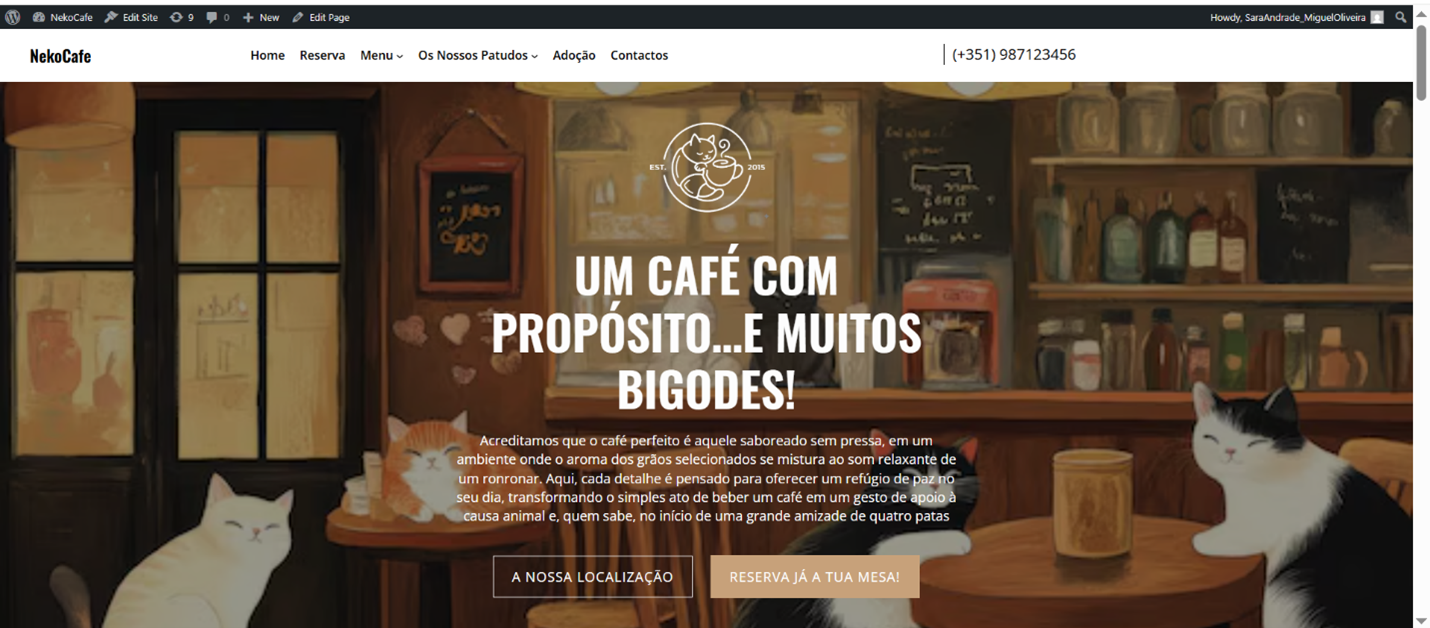 NekoCafe Edit Site 9 0 New Edit Page Howdy, SaraAndrade_MiguelOliveira
NekoCafe Home Reserva Menu Os Nossos Patudos Adoção Contactos (+351) 987123456
EST. 2015
UM CAFÉ COM
PROPÓSITO...E MUITOS
BIGODES!
Acreditamos que o café perfeito é aquele saboreado sem pressa, em um
ambiente onde o aroma dos grãos selecionados se mistura ao som relaxante de
um ronronar. Aqui, cada detalhe é pensado para oferecer um refúgio de paz no
seu dia, transformando o simples ato de beber um café em um gesto de apoio à
causa animal e, quem sabe, no início de uma grande amizade de quatro patas
A NOSSA LOCALIZAÇÃO RESERVA JÁ A TUA MESA!